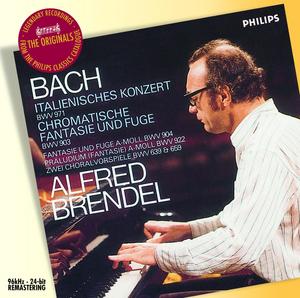 LEGENDARY RECORDINGS
THE ORIGINALS
FROM THE PHILIPS CLASSICS CATALOGUE
PHILIPS
BACH
ITALIENISCHES KONZERT
BWV 971
CHROMATISCHE
FANTASIE UND FUGE
BWV 903
FANTASIE UND FUGE A-MOLL BWV 904
PRÄLUDIUM (FANTASIE) A-MOLL BWV 922
ZWEI CHORALVORSPIELE BWV 639 & 659
ALFRED
BRENDEL
96kHz · 24-bit
REMASTERING